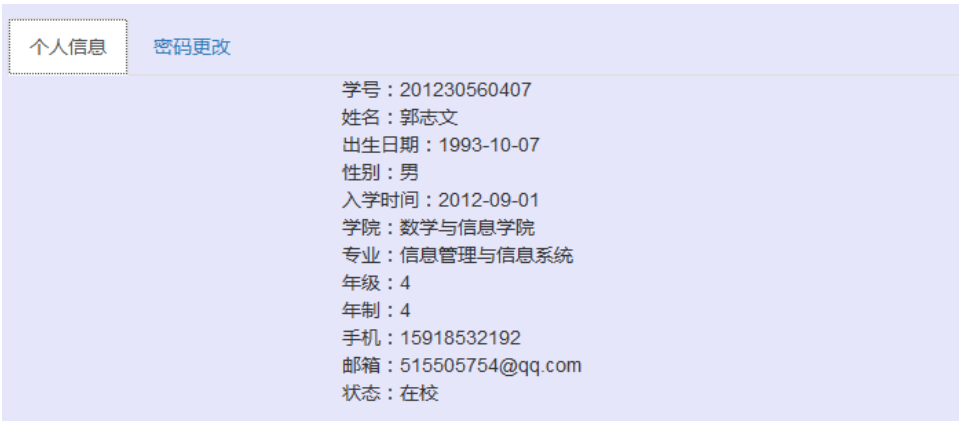 个人信息 密码更改
学号：201230560407
姓名：郭志文
出生日期：1993-10-07
性别：男
入学时间：2012-09-01
学院：数学与信息学院
专业：信息管理与信息系统
年级：4
年制：4
手机：15918532192
邮箱：515505754@qq.com
状态：在校